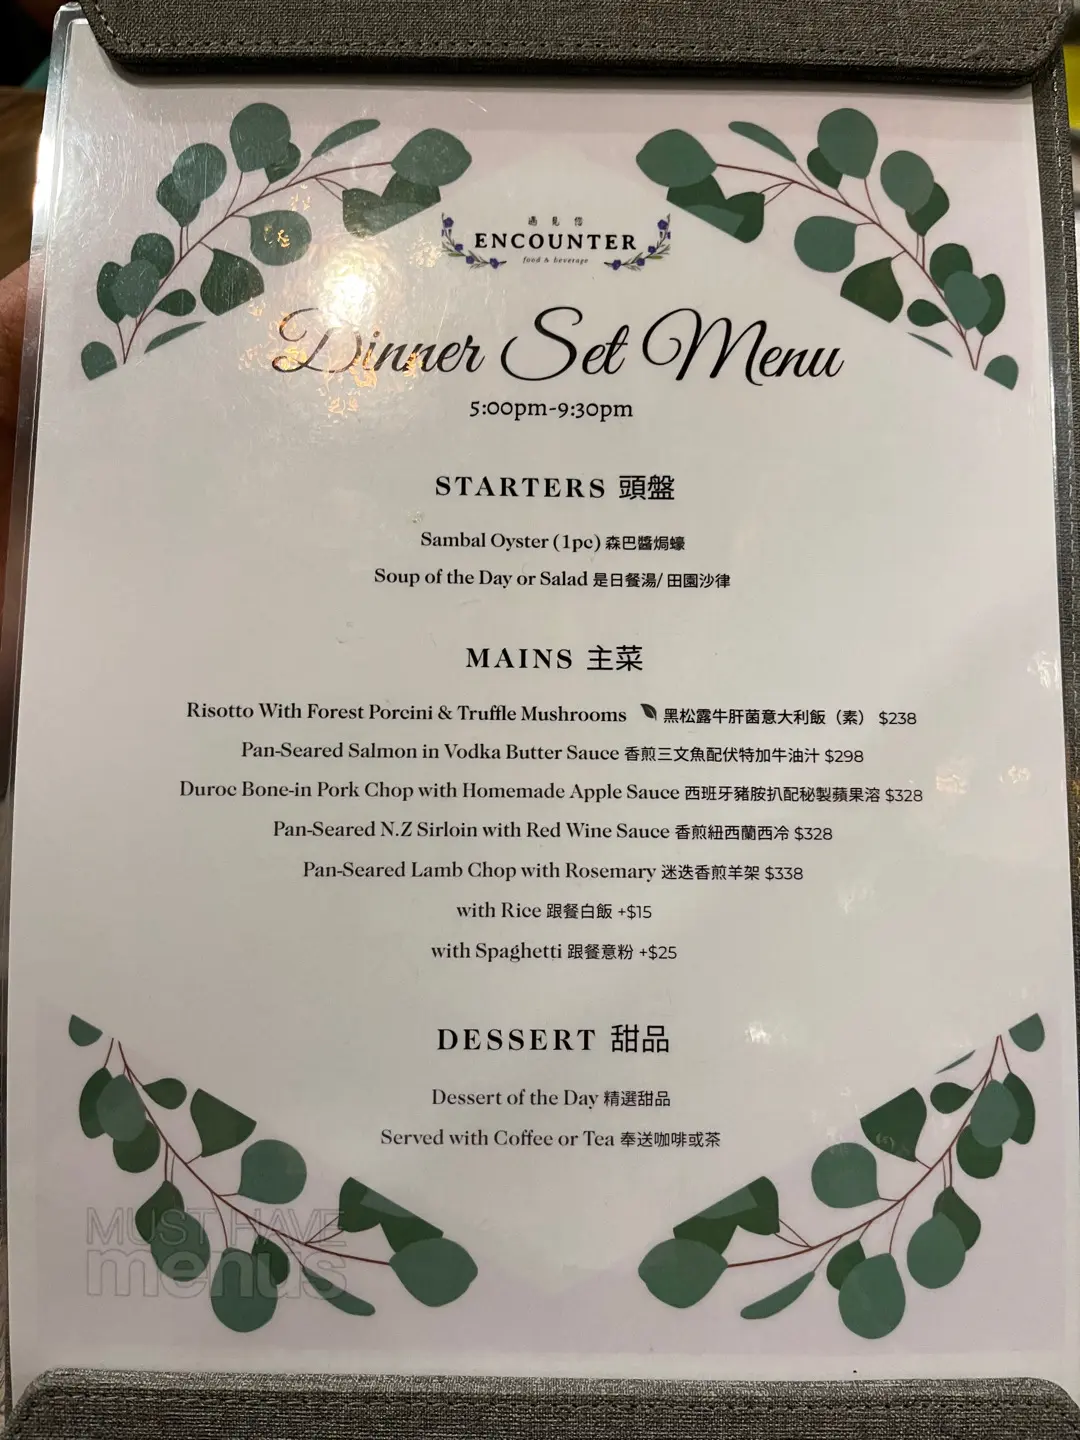 遇見您
ENCOUNTER
food & beverage
Dinner Set Menu
5:00pm-9:30pm
STARTERS 頭盤
Sambal Oyster (1pc) 森巴醬焗蠔
Soup of the Day or Salad 是日餐湯/ 田園沙律
MAINS 主菜
Risotto With Forest Porcini & Truffle Mushrooms 黑松露牛肝菌意大利飯（素） $238
Pan-Seared Salmon in Vodka Butter Sauce 香煎三文魚配伏特加牛油汁 $298
Duroc Bone-in Pork Chop with Homemade Apple Sauce 西班牙豬胺扒配秘製蘋果溶 $328
Pan-Seared N.Z Sirloin with Red Wine Sauce 香煎紐西蘭西冷 $328
Pan-Seared Lamb Chop with Rosemary 迷迭香煎羊架 $338
with Rice 跟餐白飯 +$15
with Spaghetti 跟餐意粉 +$25
DESSERT 甜品
Dessert of the Day 精選甜品
Served with Coffee or Tea 奉送咖啡或茶
MUST HAVE
menus